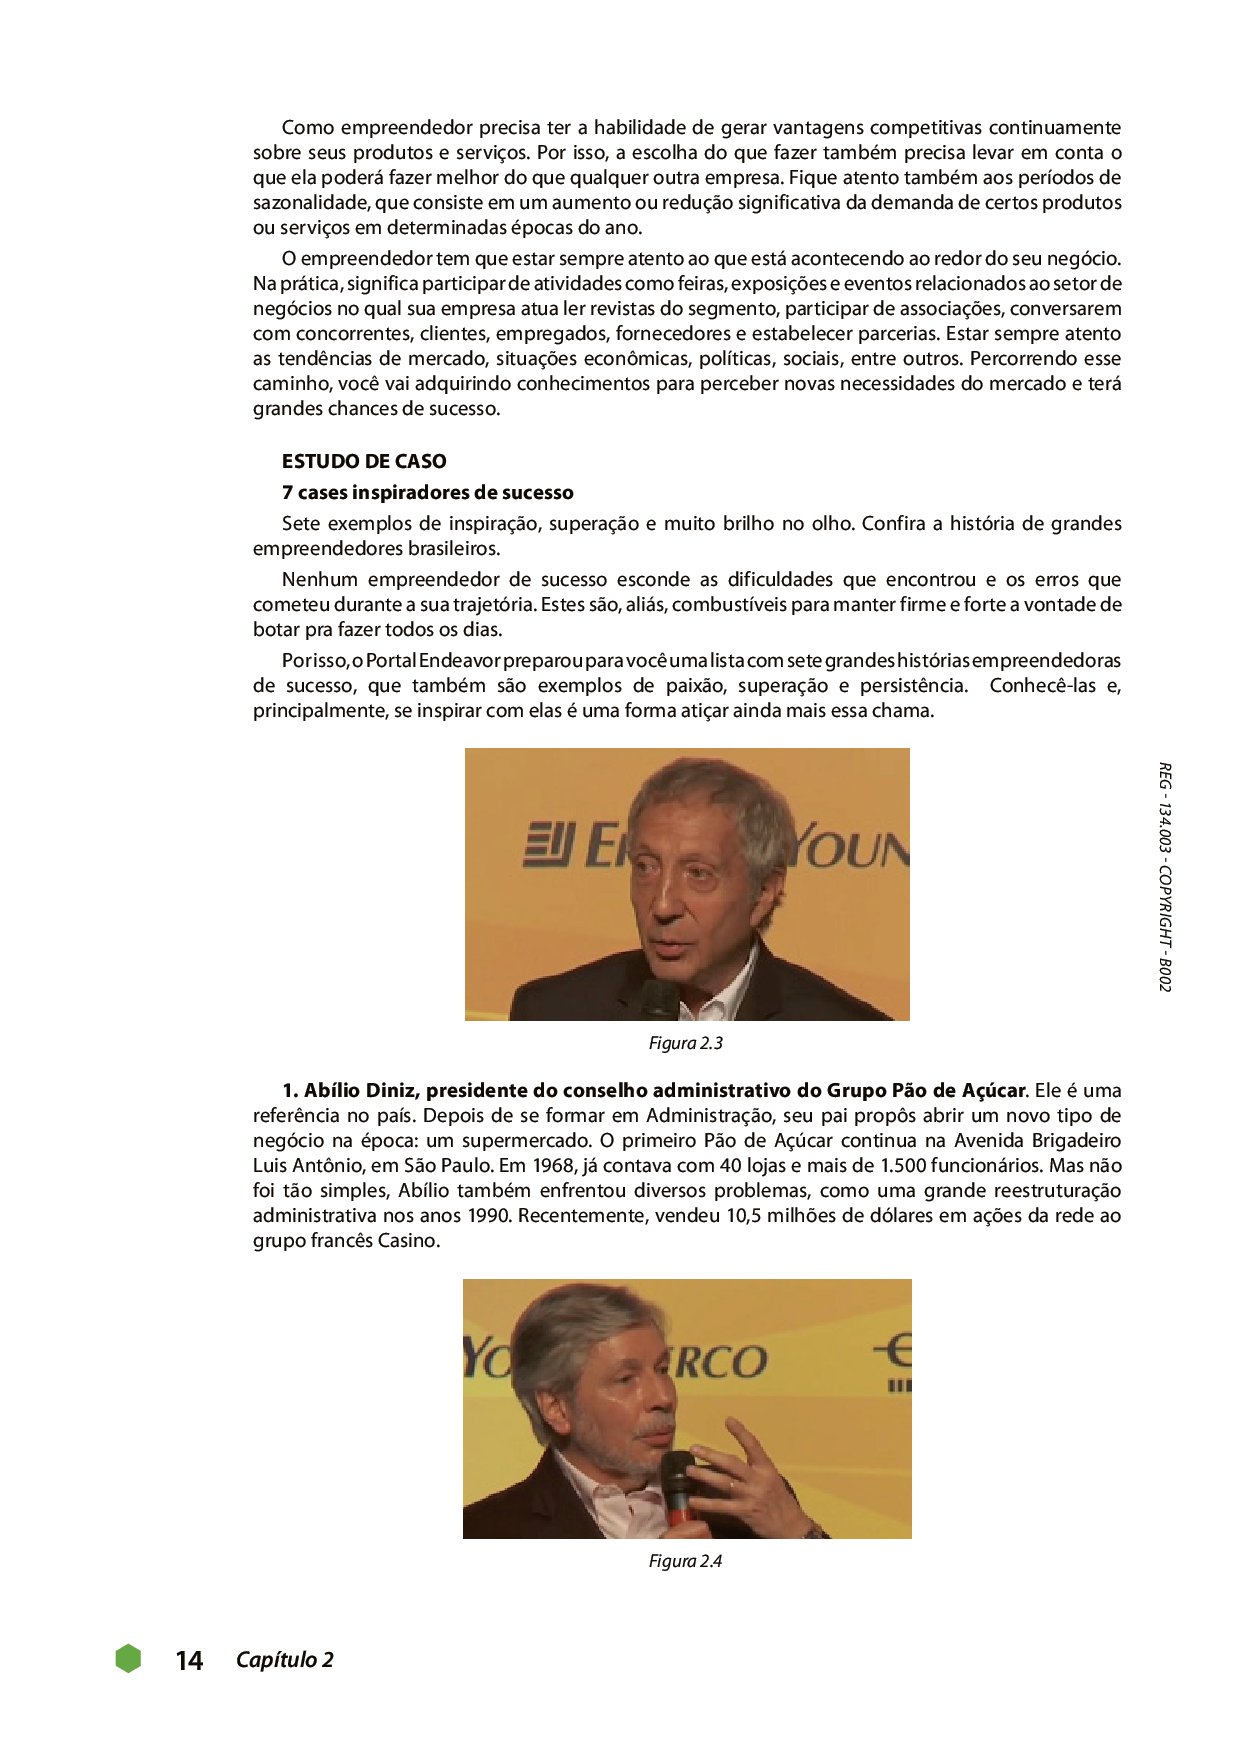 Como empreendedor precisa ter a habilidade de gerar vantagens competitivas continuamente
sobre seus produtos e serviços. Por isso, a escolha do que fazer também precisa levar em conta o
que ela poderá fazer melhor do que qualquer outra empresa. Fique atento também aos períodos de
sazonalidade, que consiste em um aumento ou redução significativa da demanda de certos produtos
ou serviços em determinadas épocas do ano.
O empreendedor tem que estar sempre atento ao que está acontecendo ao redor do seu negócio.
Na prática, significa participar de atividades como feiras, exposições e eventos relacionados ao setor de
negócios no qual sua empresa atua ler revistas do segmento, participar de associações, conversarem
com concorrentes, clientes, empregados, fornecedores e estabelecer parcerias. Estar sempre atento
as tendências de mercado, situações econômicas, políticas, sociais, entre outros. Percorrendo esse
caminho, você vai adquirindo conhecimentos para perceber novas necessidades do mercado e terá
grandes chances de sucesso.
ESTUDO DE CASO
7 cases inspiradores de sucesso
Sete exemplos de inspiração, superação e muito brilho no olho. Confira a história de grandes
empreendedores brasileiros.
Nenhum empreendedor de sucesso esconde as dificuldades que encontrou e os erros que
cometeu durante a sua trajetória. Estes são, aliás, combustíveis para manter firme e forte a vontade de
botar pra fazer todos os dias.
Por isso, o Portal Endeavor preparou para você uma lista com sete grandes histórias empreendedoras
de sucesso, que também são exemplos de paixão, superação e persistência. Conhecê-las e,
principalmente, se inspirar com elas é uma forma atiçar ainda mais essa chama.
YOUN
Figura 2.3
1. Abílio Diniz, presidente do conselho administrativo do Grupo Pão de Açúcar. Ele é uma
referência no país. Depois de se formar em Administração, seu pai propôs abrir um novo tipo de
negócio na época: um supermercado. O primeiro Pão de Açúcar continua na Avenida Brigadeiro
Luis Antônio, em São Paulo. Em 1968, já contava com 40 lojas e mais de 1.500 funcionários. Mas não
foi tão simples, Abílio também enfrentou diversos problemas, como uma grande reestruturação
administrativa nos anos 1990. Recentemente, vendeu 10,5 milhões de dólares em ações da rede ao
grupo francês Casino.
YO RCO
Figura 2.4
14 Capítulo 2
REG - 134.003 - COPYRIGHT - B002